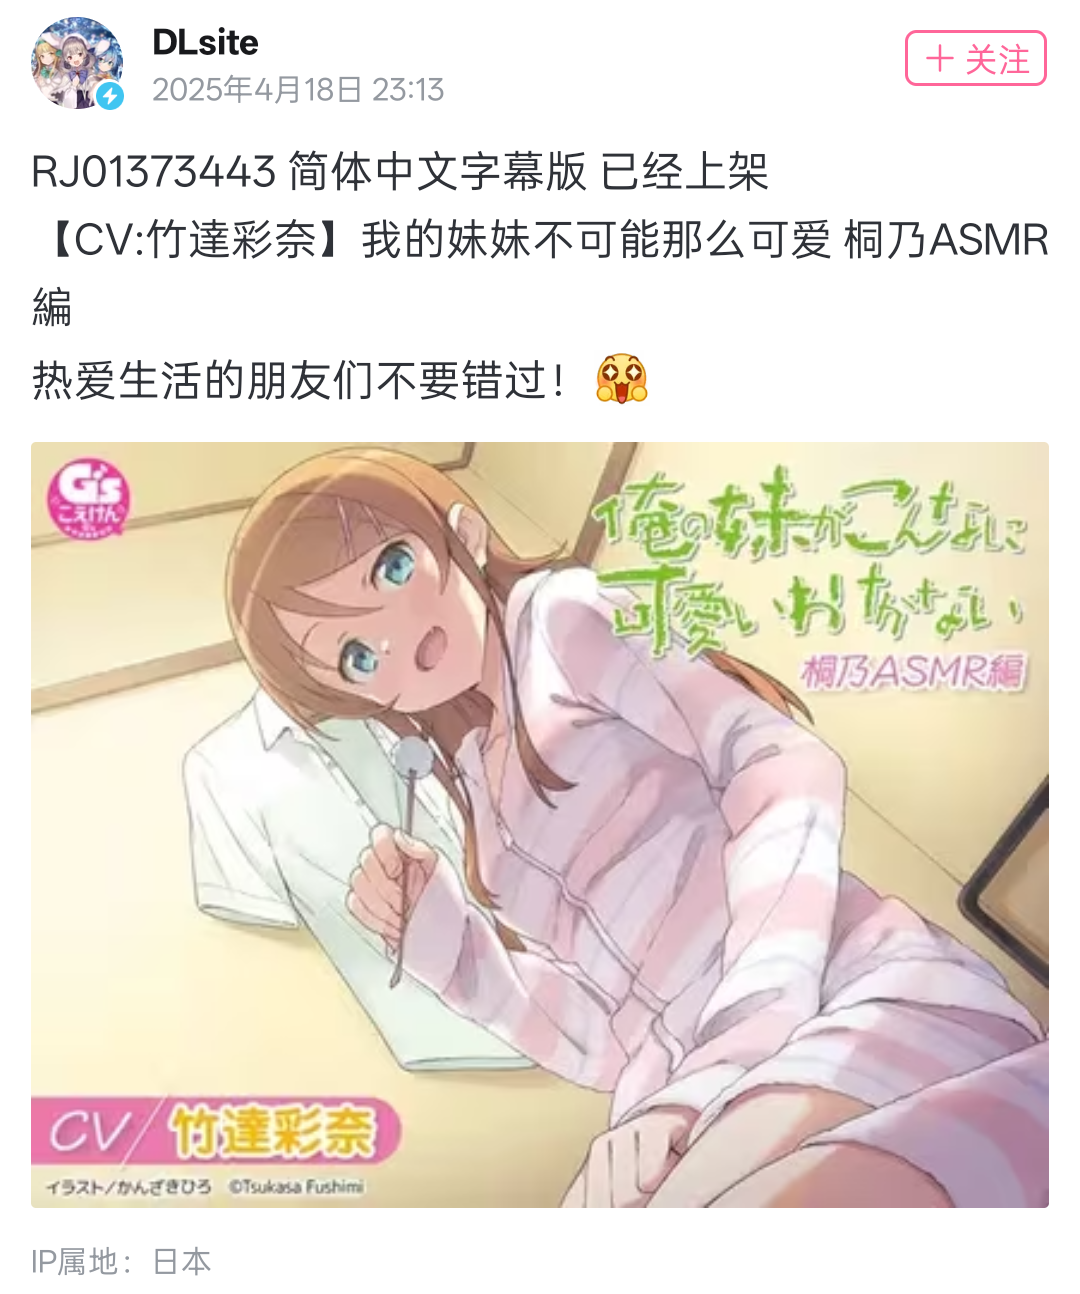 DLsite
2025年4月18日 23:13
+ 关注
RJ01373443 简体中文字幕版 已经上架
【CV:竹達彩奈】我的妹妹不可能那么可爱 桐乃ASMR
編
热爱生活的朋友们不要错过！
G's
こえけん
俺の妹がこんなに
可愛いわけがない
桐乃ASMR編
CV/竹達彩奈
イラスト/かんざきひろ ©Tsukasa Fushimi
IP属地：日本